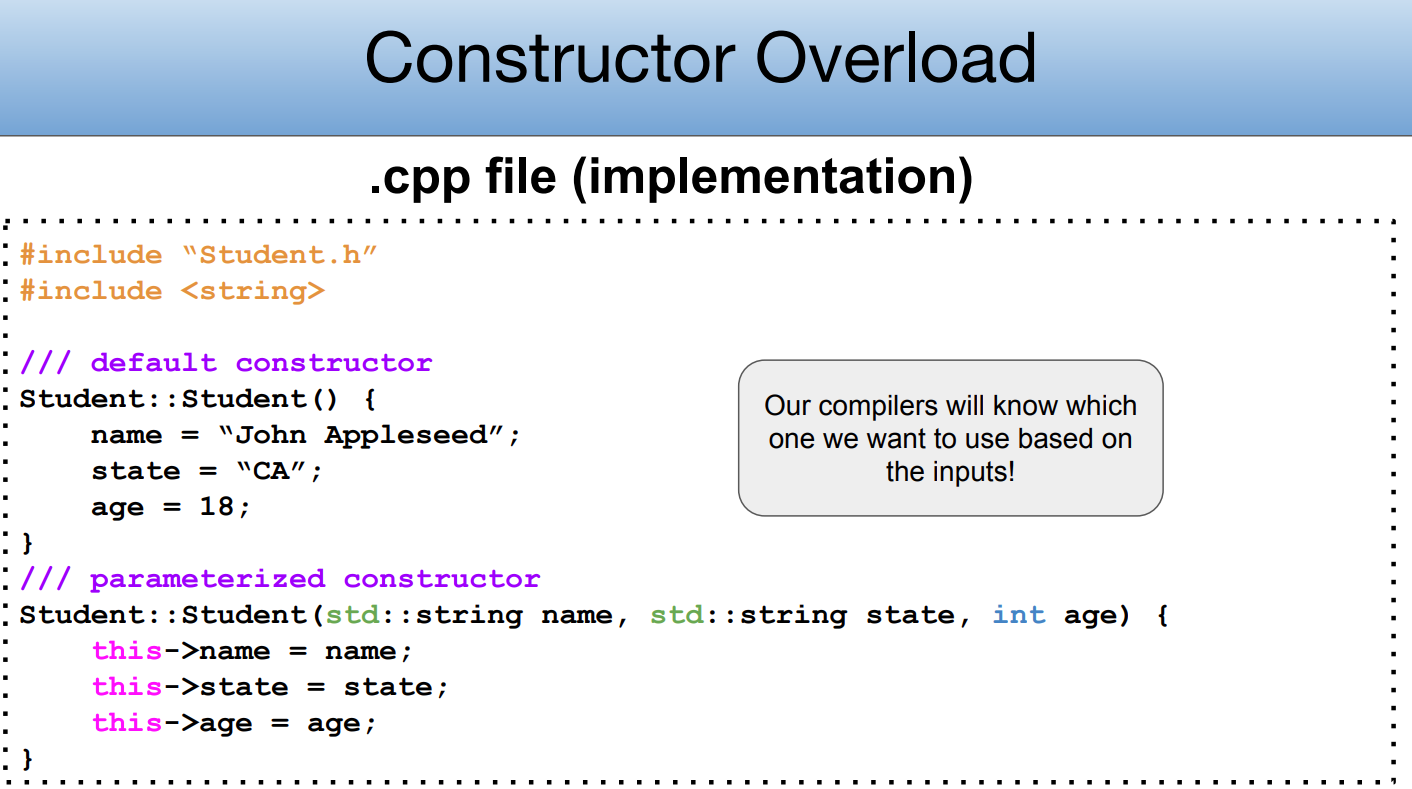 Constructor Overload
.cpp file (implementation)
#include “Student.h”
#include <string>
/// default constructor
Student::Student() {
    name = “John Appleseed”;
    state = “CA”;
    age = 18;
}
/// parameterized constructor
Student::Student(std::string name, std::string state, int age) {
    this->name = name;
    this->state = state;
    this->age = age;
}
Our compilers will know which
one we want to use based on
the inputs!